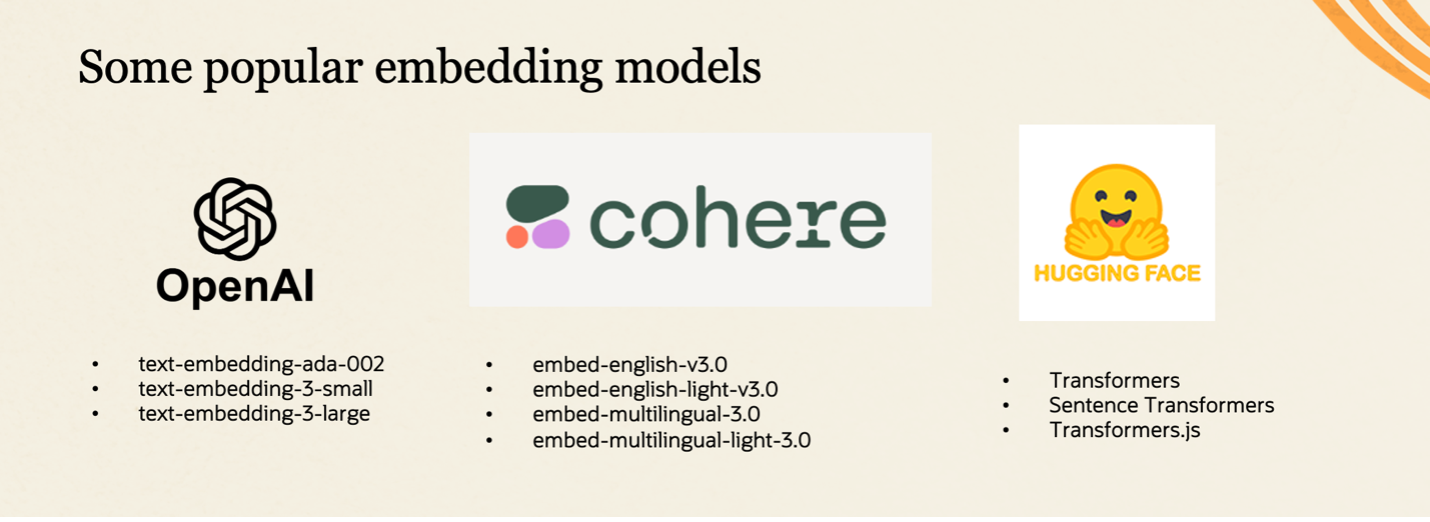 Some popular embedding models
OpenAI
cohere
HUGGING FACE
• text-embedding-ada-002
• text-embedding-3-small
• text-embedding-3-large
• embed-english-v3.0
• embed-english-light-v3.0
• embed-multilingual-3.0
• embed-multilingual-light-3.0
• Transformers
• Sentence Transformers
• Transformers.js